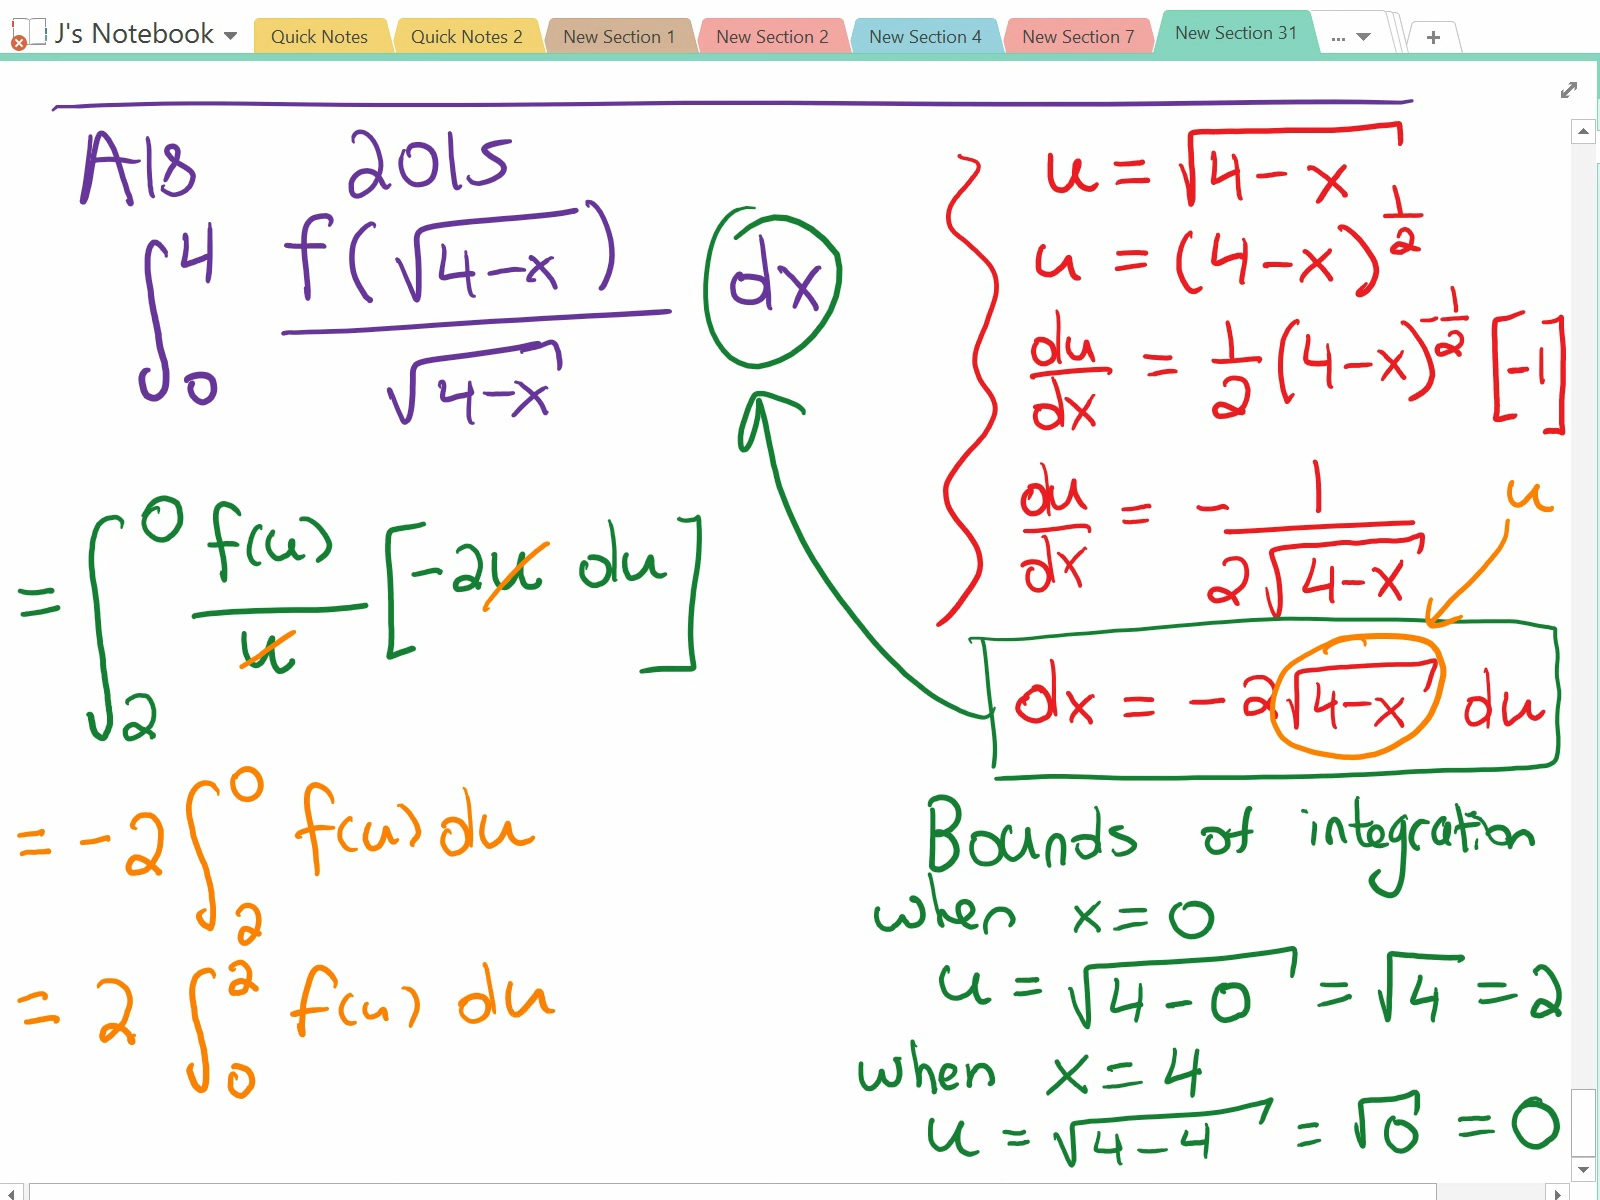 J's Notebook
Quick Notes
Quick Notes 2
New Section 1
New Section 2
New Section 4
New Section 7
New Section 31
...
+
A18 2015
∫₀⁴ f(√(4-x)) / √(4-x) dx
= ∫₂⁰ f(u)/u [-2u du]
= -2 ∫₂⁰ f(u) du
= 2 ∫₀² f(u) du
u = √(4-x)
u = (4-x)^(1/2)
du/dx = 1/2 (4-x)^(-1/2) [-1]
du/dx = - 1/(2√(4-x))
u
dx = -2√(4-x) du
Bounds of integration
when x=0
u = √(4-0) = √4 = 2
when x=4
u = √(4-4) = √0 = 0